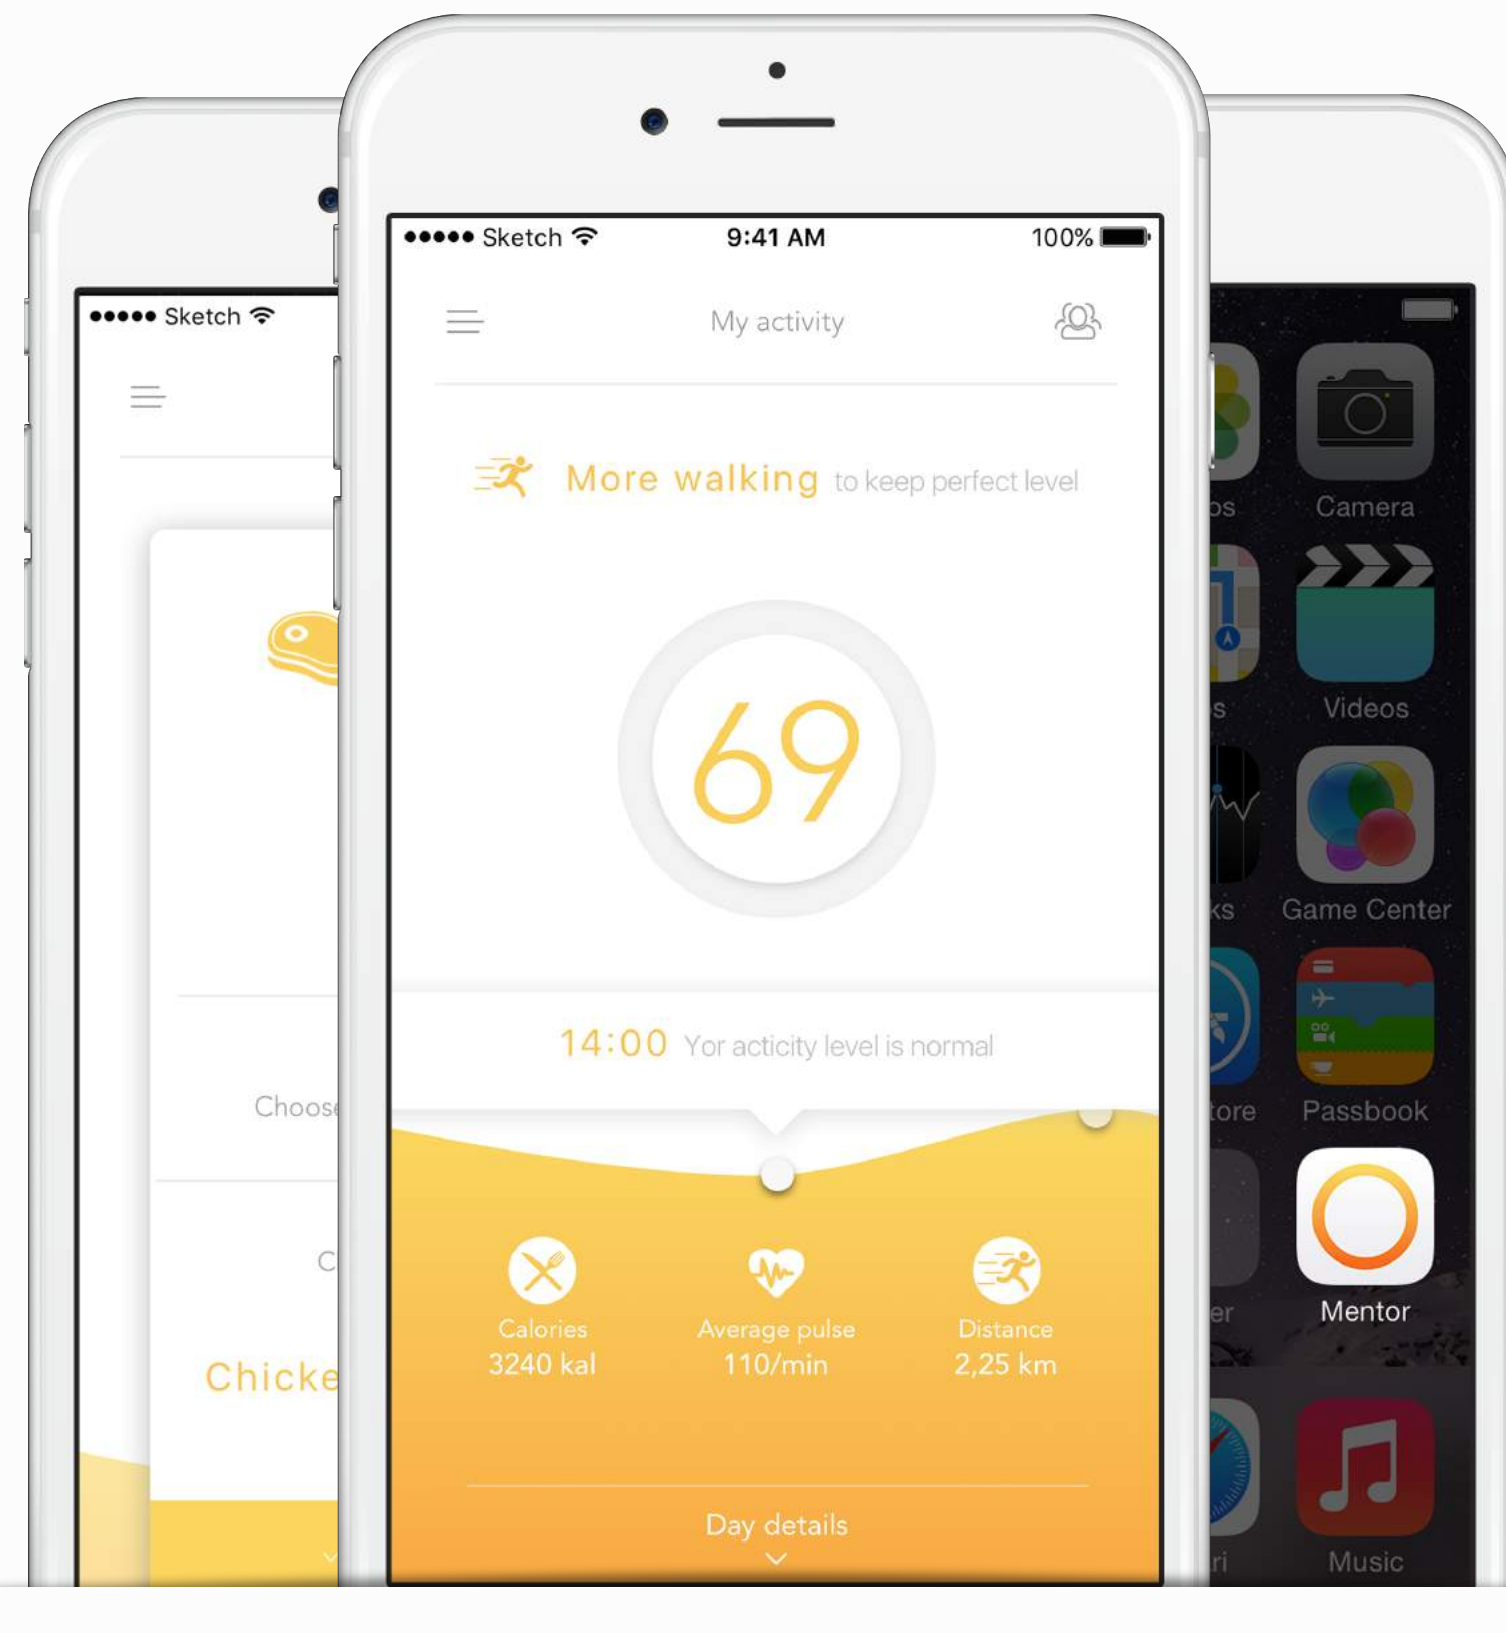 Sketch
Choose
Chicke
Sketch 9:41 AM 100%
My activity
More walking to keep perfect level
69
14:00 Yor acticity level is normal
Calories
3240 kal
Average pulse
110/min
Distance
2,25 km
Day details
Camera
Videos
Game Center
Passbook
Mentor
Music